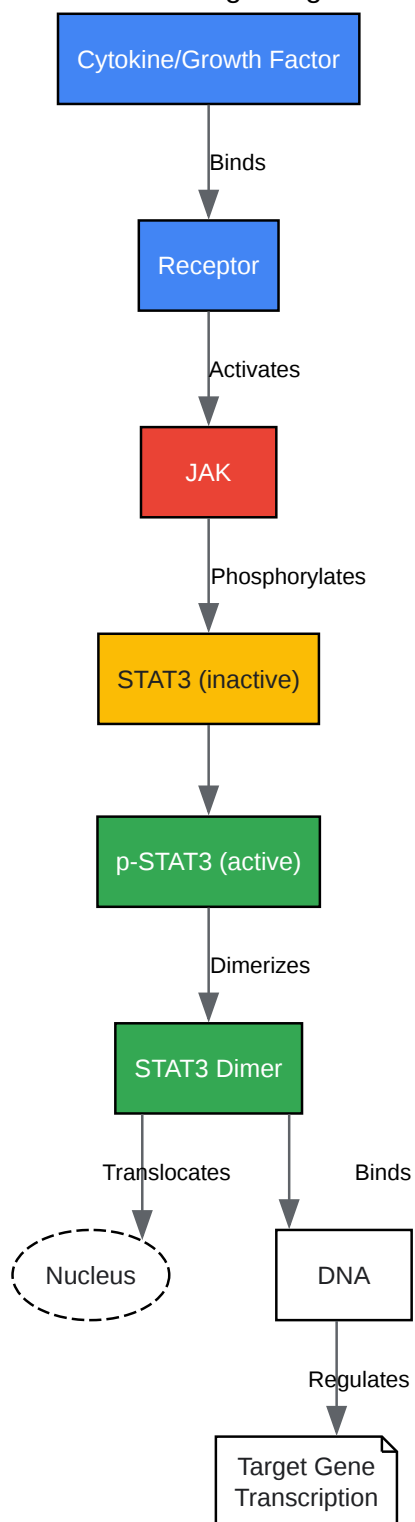 Cytokine/Growth Factor
Binds
Receptor
Activates
JAK
Phosphorylates
STAT3 (inactive)
p-STAT3 (active)
Dimerizes
STAT3 Dimer
Translocates
Binds
Nucleus
DNA
Regulates
Target Gene
Transcription